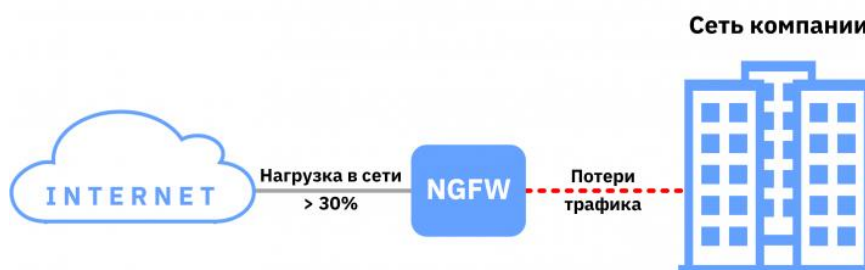 Сеть компании
INTERNET
Нагрузка в сети
> 30%
NGFW
Потери
трафика